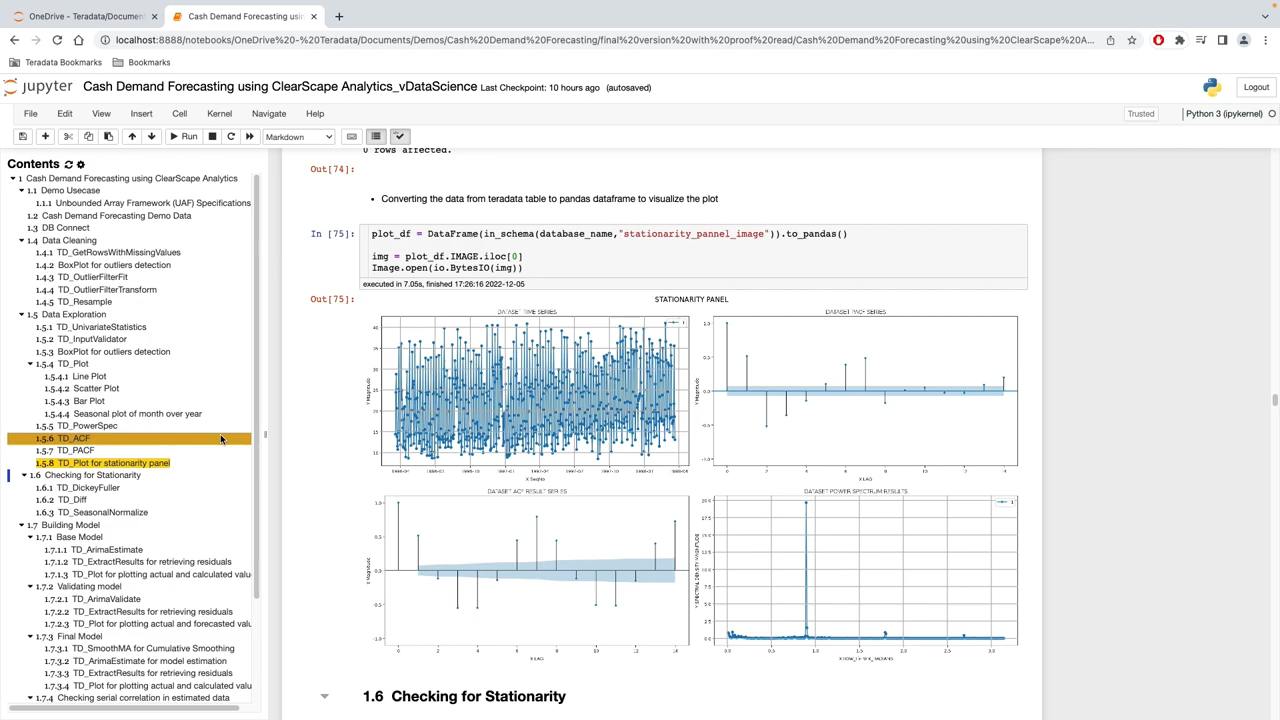 OneDrive - Teradata/Document
Cash Demand Forecasting usin
localhost:8888/notebooks/OneDrive%20-%20Teradata/Documents/Demos/Cash%20Demand%20Forecasting/final%20version%20with%20proof%20read/Cash%20Demand%20Forecasting%20using%20ClearScape%20A...
Teradata Bookmarks
Bookmarks
jupyter
Cash Demand Forecasting using ClearScape Analytics_vDataScience Last Checkpoint: 10 hours ago (autosaved)
Logout
File Edit View Insert Cell Kernel Navigate Help
Trusted
Python 3 (ipykernel)
Run
Markdown
Contents
1 Cash Demand Forecasting using ClearScape Analytics
1.1 Demo Usecase
1.1.1 Unbounded Array Framework (UAF) Specifications
1.2 Cash Demand Forecasting Demo Data
1.3 DB Connect
1.4 Data Cleaning
1.4.1 TD_GetRowsWithMissingValues
1.4.2 BoxPlot for outliers detection
1.4.3 TD_OutlierFilterFit
1.4.4 TD_OutlierFilterTransform
1.4.5 TD_Resample
1.5 Data Exploration
1.5.1 TD_UnivariateStatistics
1.5.2 TD_InputValidator
1.5.3 BoxPlot for outliers detection
1.5.4 TD_Plot
1.5.4.1 Line Plot
1.5.4.2 Scatter Plot
1.5.4.3 Bar Plot
1.5.4.4 Seasonal plot of month over year
1.5.5 TD_PowerSpec
1.5.6 TD_ACF
1.5.7 TD_PACF
1.5.8 TD_Plot for stationarity panel
1.6 Checking for Stationarity
1.6.1 TD_DickeyFuller
1.6.2 TD_Diff
1.6.3 TD_SeasonalNormalize
1.7 Building Model
1.7.1 Base Model
1.7.1.1 TD_ArimaEstimate
1.7.1.2 TD_ExtractResults for retrieving residuals
1.7.1.3 TD_Plot for plotting actual and calculated valu
1.7.2 Validating model
1.7.2.1 TD_ArimaValidate
1.7.2.2 TD_ExtractResults for retrieving residuals
1.7.2.3 TD_Plot for plotting actual and forecasted valu
1.7.3 Final Model
1.7.3.1 TD_SmoothMA for Cumulative Smoothing
1.7.3.2 TD_ArimaEstimate for model estimation
1.7.3.3 TD_ExtractResults for retrieving residuals
1.7.3.4 TD_Plot for plotting actual and calculated valu
1.7.4 Checking serial correlation in estimated data
0 rows affected.
Out[74]:
• Converting the data from teradata table to pandas dataframe to visualize the plot
In [75]:
plot_df = DataFrame(in_schema(database_name,"stationarity_pannel_image")).to_pandas()
img = plot_df.IMAGE.iloc[0]
Image.open(io.BytesIO(img))
executed in 7.05s, finished 17:26:16 2022-12-05
Out[75]:
STATIONARITY PANEL
DATASET TIME SERIES
DATASET PACF SERIES
DATASET ACF RESULT SERIES
DATASET POWER SPECTRUM RESULTS
1.6 Checking for Stationarity